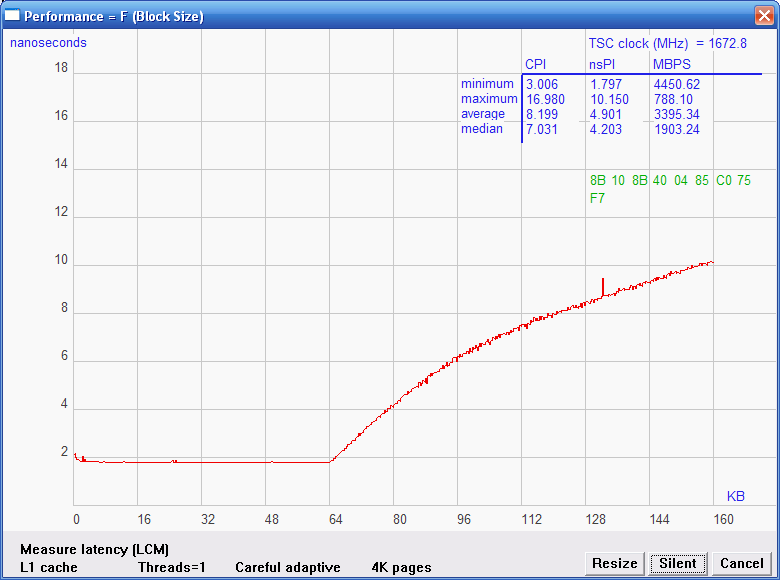 Performance = F (Block Size)
nanoseconds
TSC clock (MHz) = 1672.8
CPI nsPI MBPS
minimum 3.006 1.797 4450.62
maximum 16.980 10.150 788.10
average 8.199 4.901 3395.34
median 7.031 4.203 1903.24
8B 10 8B 40 04 85 C0 75
F7
18
16
14
12
10
8
6
4
2
KB
0 16 32 48 64 80 96 112 128 144 160
Measure latency (LCM)
L1 cache Threads=1 Careful adaptive 4K pages
Resize Silent Cancel